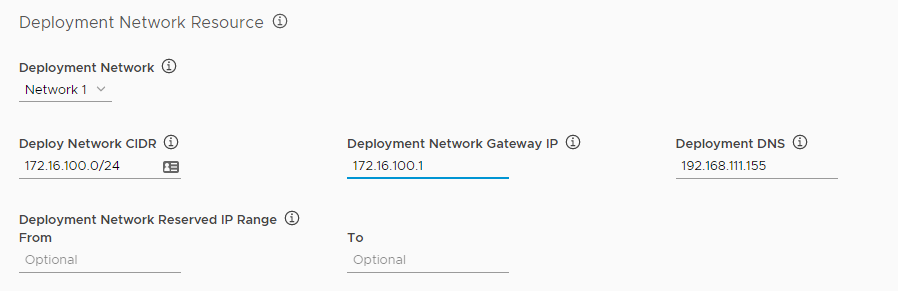 Deployment Network Resource
Deployment Network
Network 1
Deploy Network CIDR Deployment Network Gateway IP Deployment DNS
172.16.100.0/24 172.16.100.1 192.168.111.155
Deployment Network Reserved IP Range
From To
Optional Optional